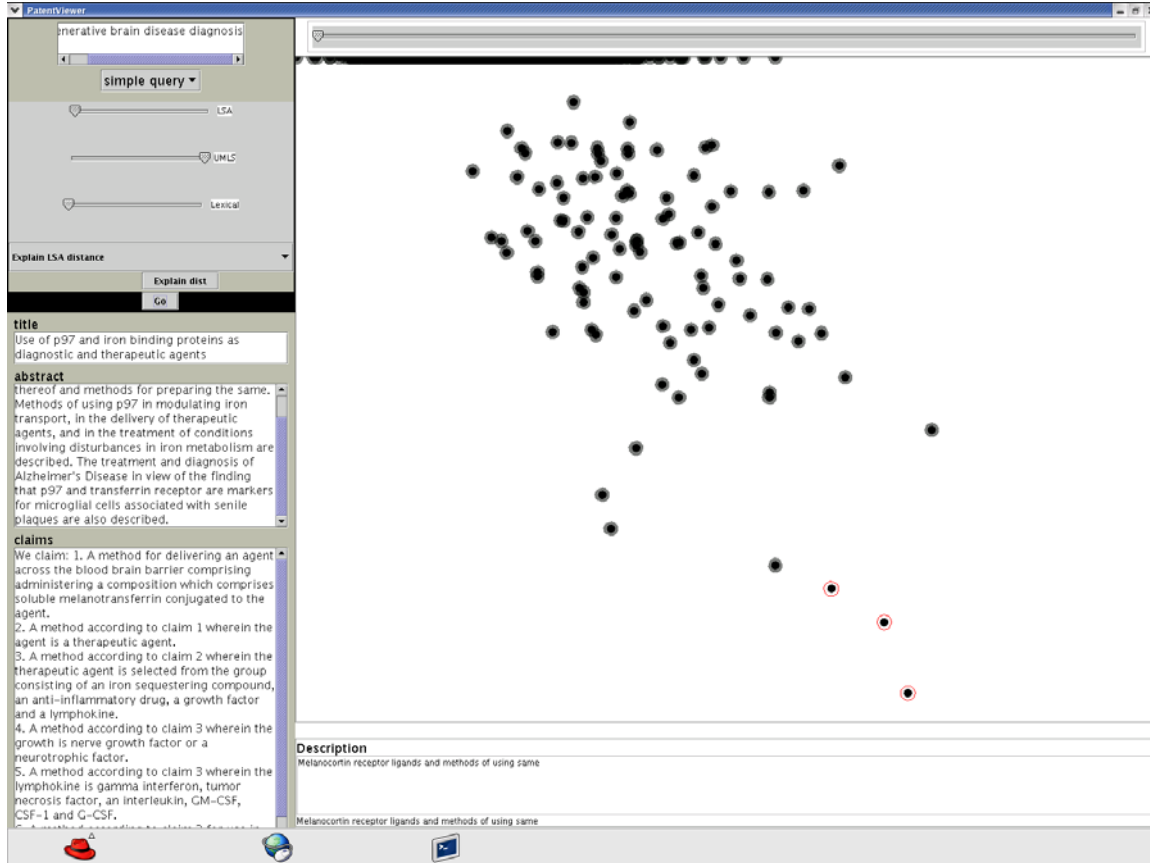 PatentViewer
enerative brain disease diagnosis
simple query
LSA
UMLS
Lexical
Explain LSA distance
Explain dist
Go
title
Use of p97 and iron binding proteins as
diagnostic and therapeutic agents
abstract
thereof and methods for preparing the same.
Methods of using p97 in modulating iron
transport, in the delivery of therapeutic
agents, and in the treatment of conditions
involving disturbances in iron metabolism are
described. The treatment and diagnosis of
Alzheimer's Disease in view of the finding
that p97 and transferrin receptor are markers
for microglial cells associated with senile
plaques are also described.
claims
We claim: 1. A method for delivering an agent
across the blood brain barrier comprising
administering a composition which comprises
soluble melanotransferrin conjugated to the
agent.
2. A method according to claim 1 wherein the
agent is a therapeutic agent.
3. A method according to claim 2 wherein the
therapeutic agent is selected from the group
consisting of an iron sequestering compound,
an anti-inflammatory drug, a growth factor
and a lymphokine.
4. A method according to claim 3 wherein the
growth is nerve growth factor or a
neurotrophic factor.
5. A method according to claim 3 wherein the
lymphokine is gamma interferon, tumor
necrosis factor, an interleukin, GM-CSF,
CSF-1 and G-CSF.
Description
Melanocortin receptor ligands and methods of using same
Melanocortin receptor ligands and methods of using same